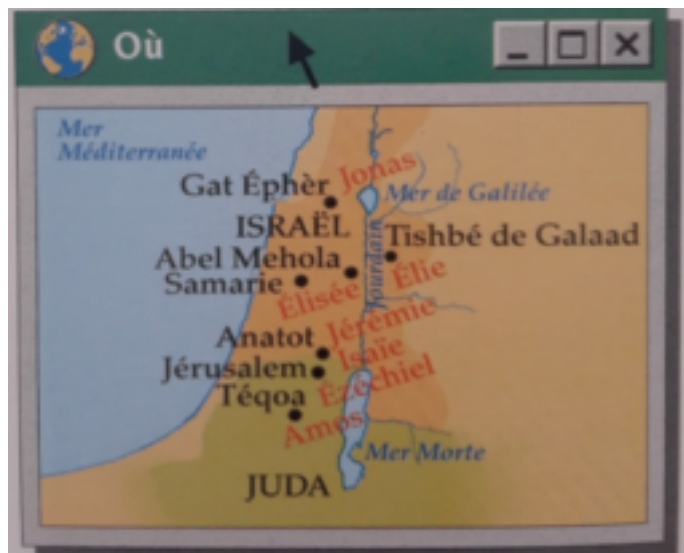 Où
Mer
Méditerranée
Jonas
Gat Éphèr
Mer de Galilée
ISRAËL
Tishbé de Galaad
Abel Mehola
Élie
Samarie
Jourdain
Élisée
Jérémie
Anatot
Isaïe
Jérusalem
Ézéchiel
Téqoa
Amos
Mer Morte
JUDA